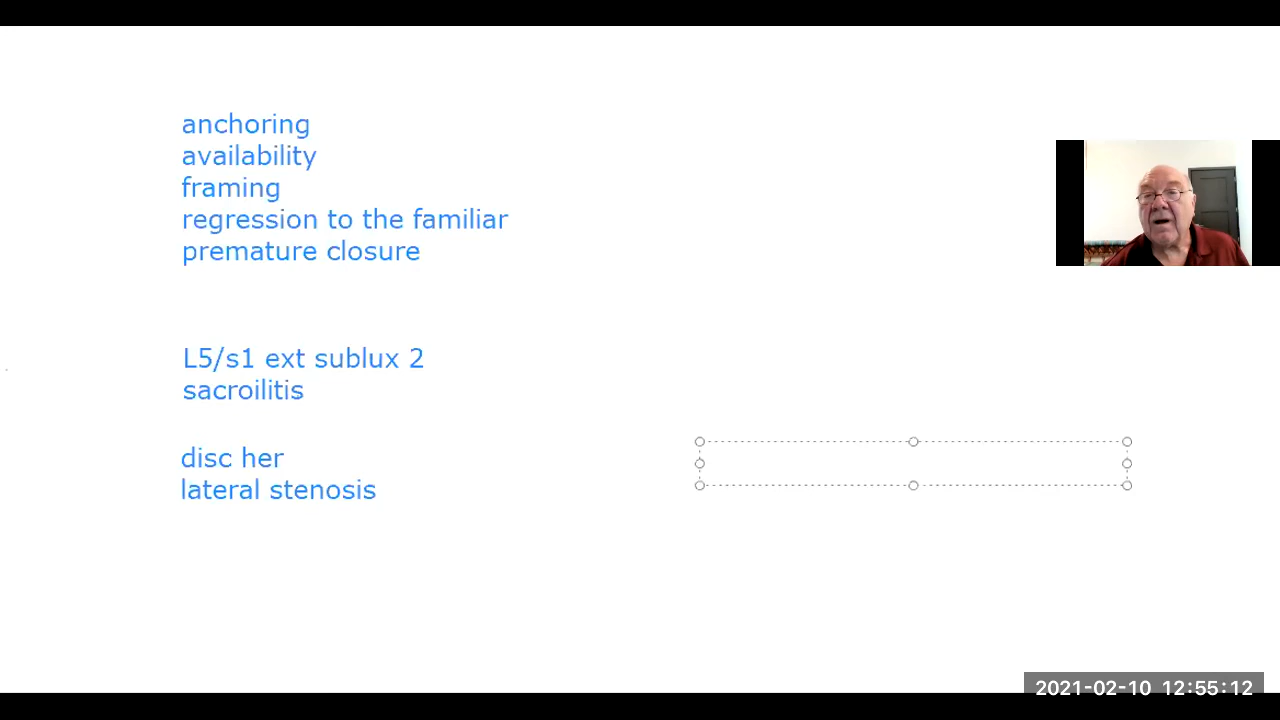 anchoring
availability
framing
regression to the familiar
premature closure
L5/s1 ext sublux 2
sacroilitis
disc her
lateral stenosis
2021-02-10 12:55:12